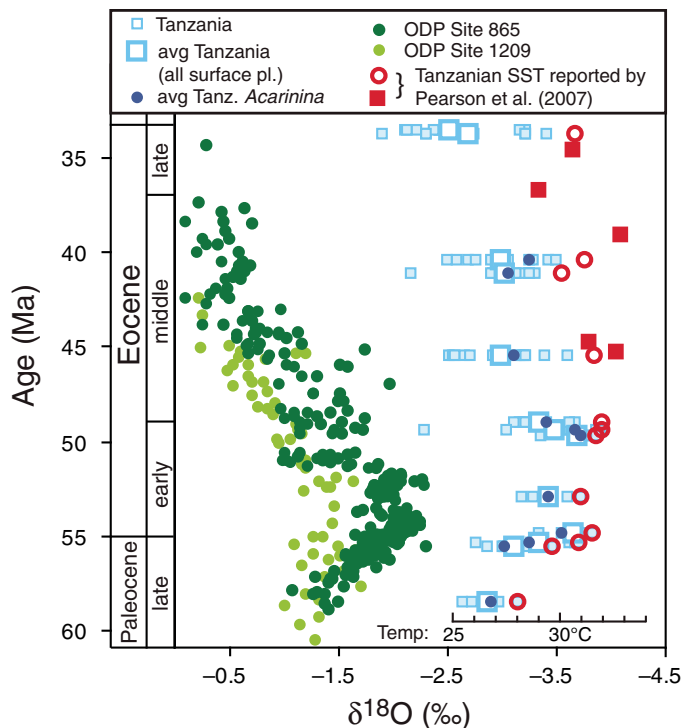 Tanzania
avg Tanzania
(all surface pl.)
avg Tanz. Acarinina
ODP Site 865
ODP Site 1209
} Tanzanian SST reported by
Pearson et al. (2007)
Age (Ma)
35
40
45
50
55
60
Eocene
Paleocene
late
middle
early
late
Temp: 25 30°C
−0.5 −1.5 −2.5 −3.5 −4.5
δ18O (‰)